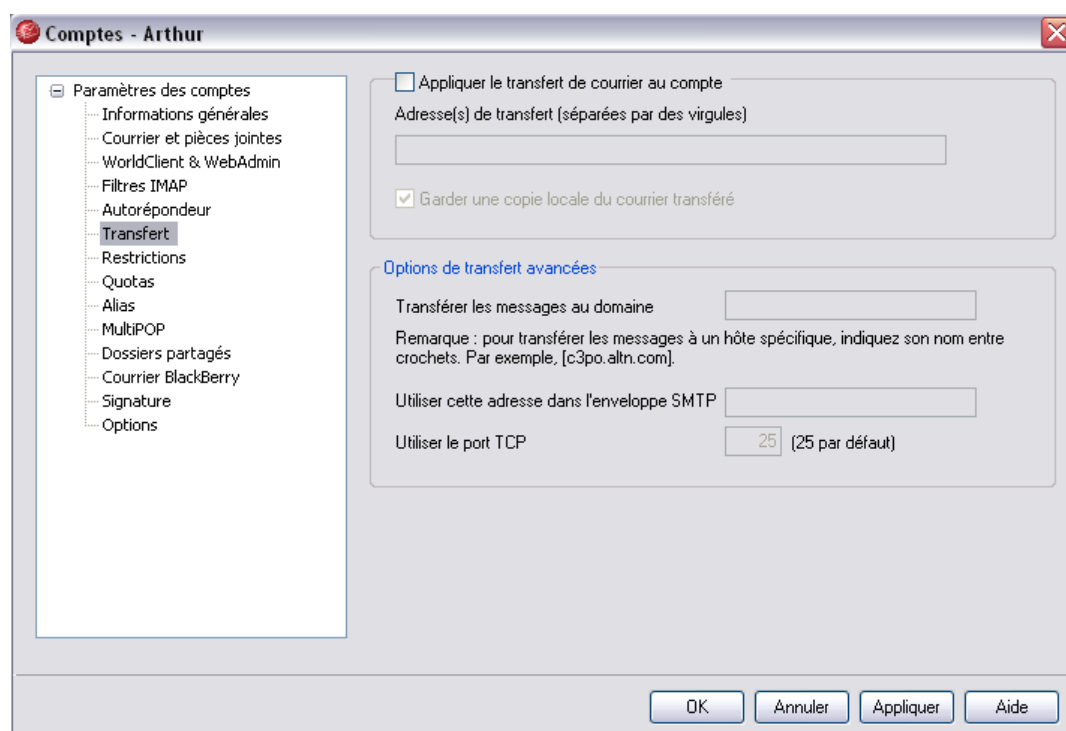 Comptes - Arthur
Paramètres des comptes
Informations générales
Courrier et pièces jointes
WorldClient & WebAdmin
Filtres IMAP
Autorépondeur
Transfert
Restrictions
Quotas
Alias
MultiPOP
Dossiers partagés
Courrier BlackBerry
Signature
Options
Appliquer le transfert de courrier au compte
Adresse(s) de transfert (séparées par des virgules)
Garder une copie locale du courrier transféré
Options de transfert avancées
Transférer les messages au domaine
Remarque : pour transférer les messages à un hôte spécifique, indiquez son nom entre
crochets. Par exemple, [c3po.altn.com].
Utiliser cette adresse dans l'enveloppe SMTP
Utiliser le port TCP 25 (25 par défaut)
OK Annuler Appliquer Aide